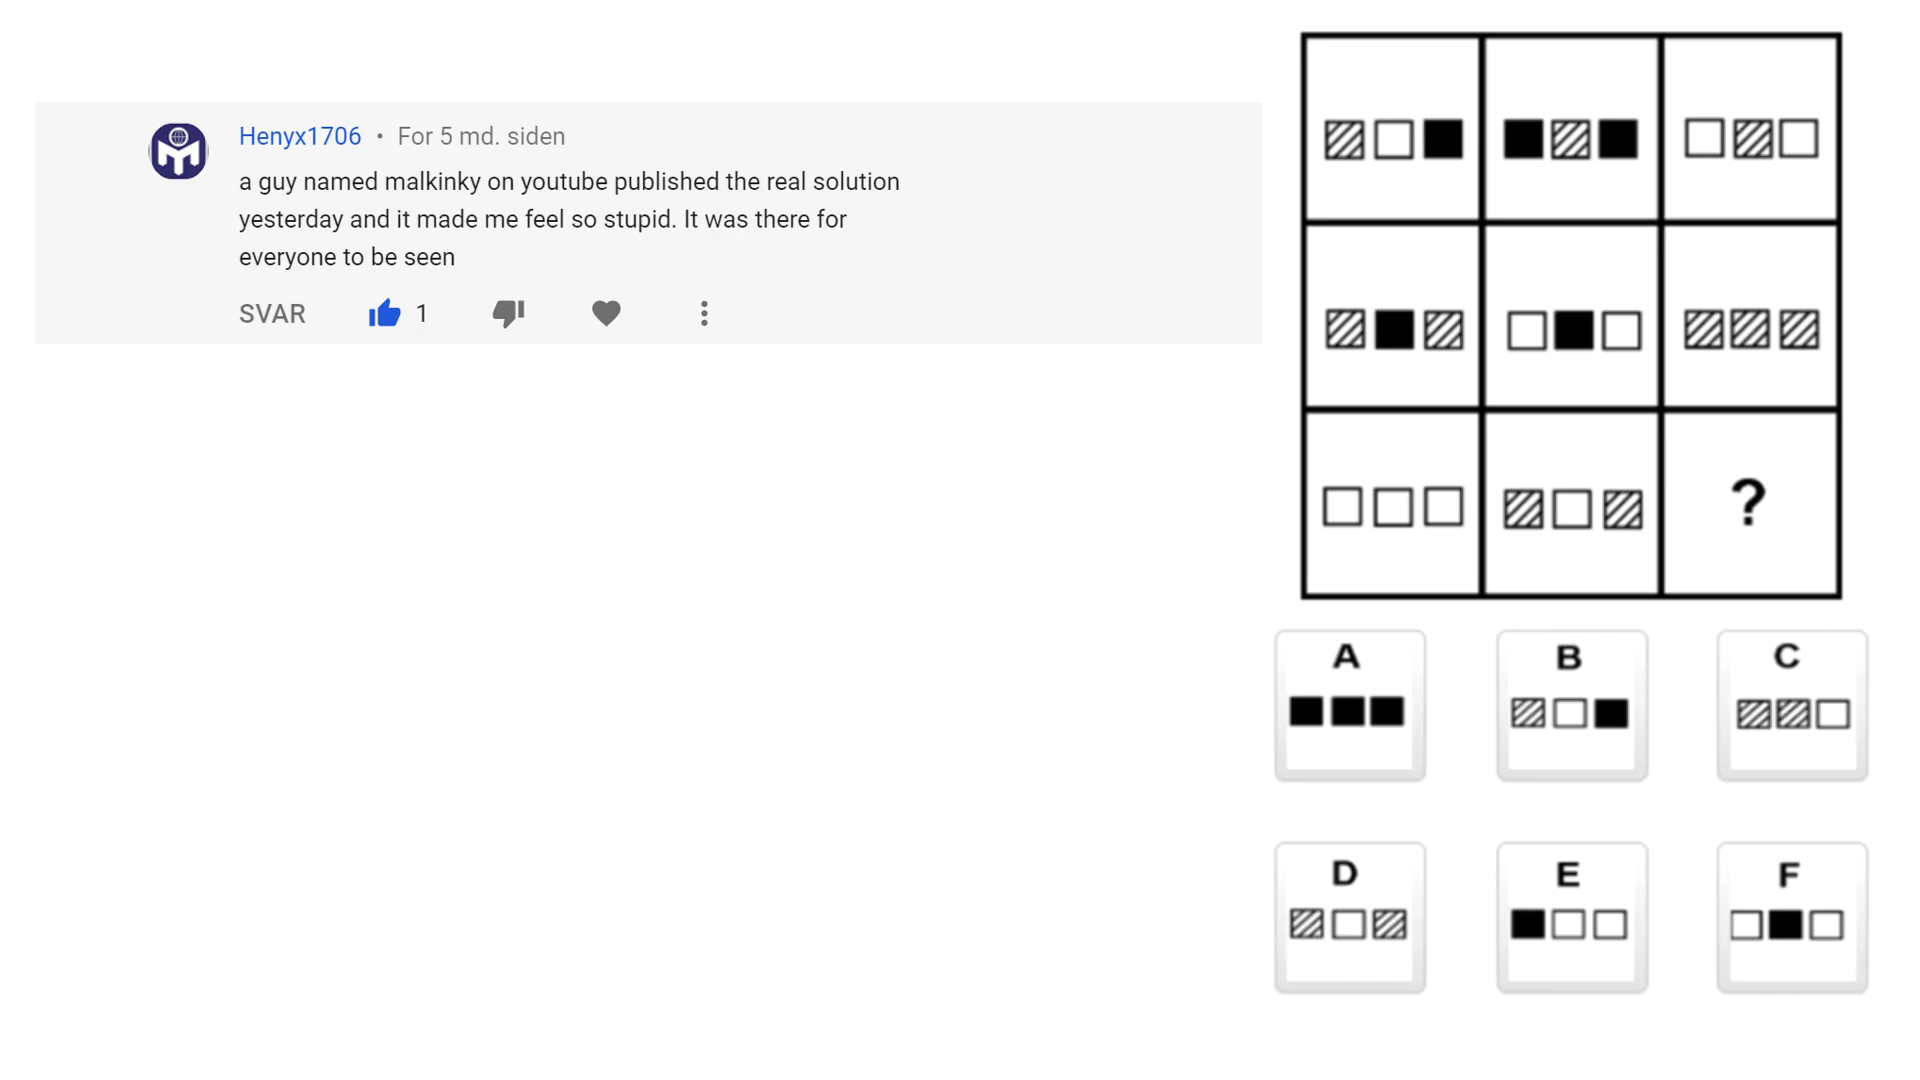 Henyx1706 • For 5 md. siden
a guy named malkinky on youtube published the real solution
yesterday and it made me feel so stupid. It was there for
everyone to be seen
SVAR 1
?
A B C
D E F